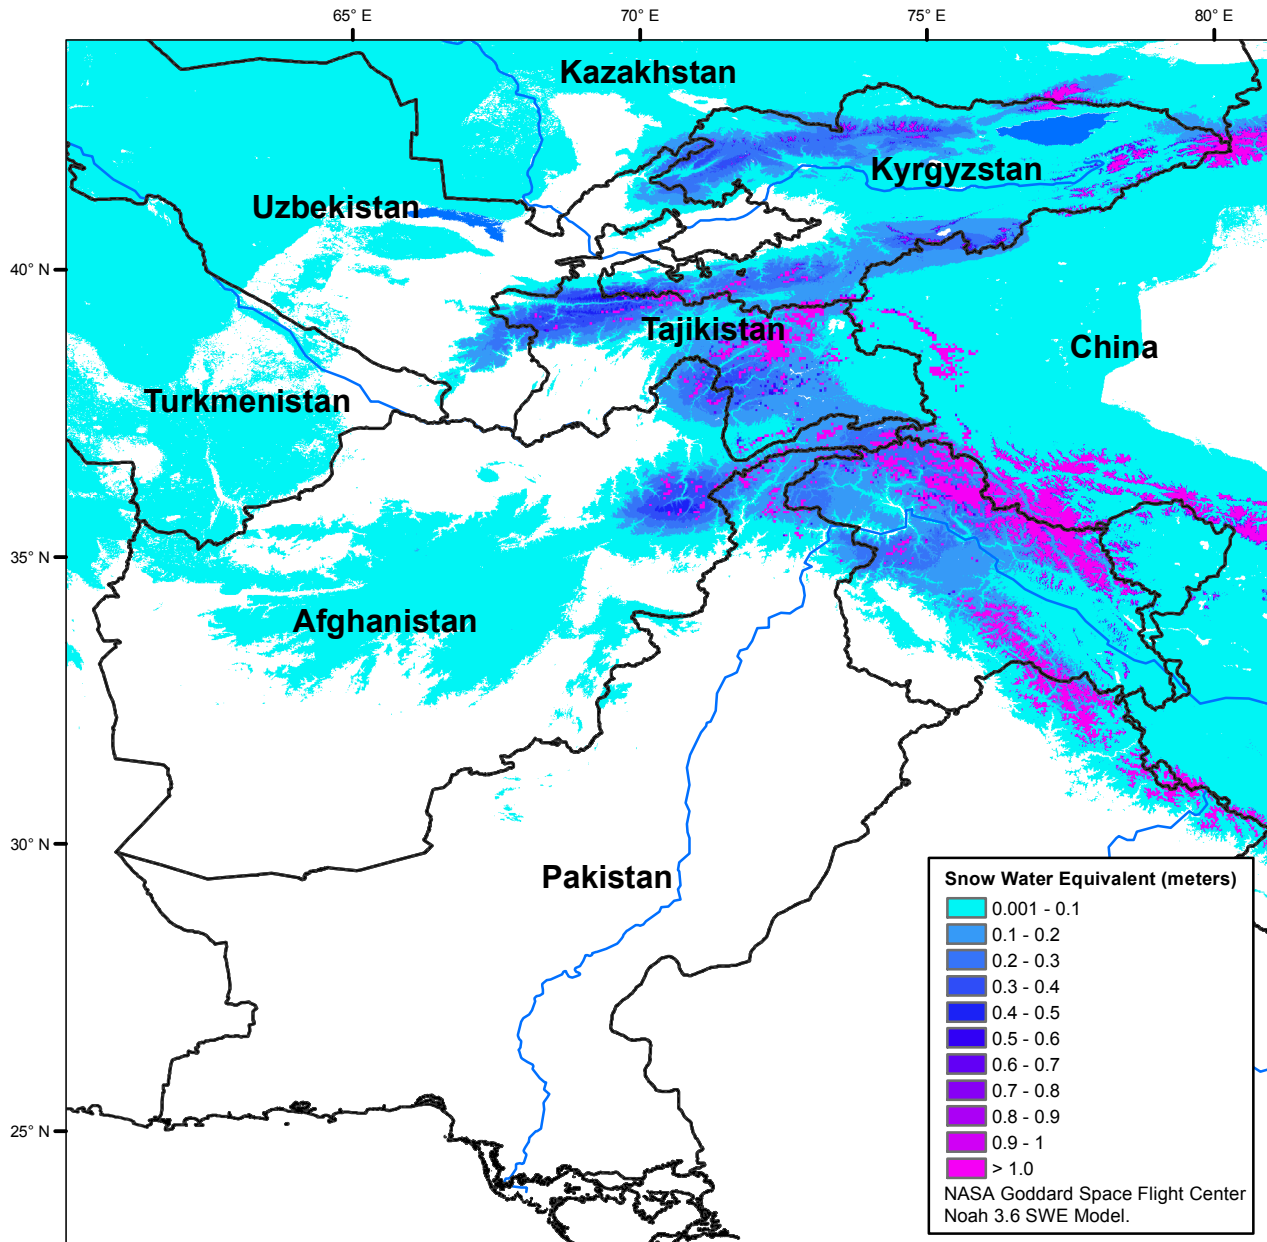 65° E
70° E
75° E
80° E
Kazakhstan
Kyrgyzstan
Uzbekistan
40° N
Tajikistan
China
Turkmenistan
35° N
Afghanistan
30° N
Pakistan
25° N
Snow Water Equivalent (meters)
0.001 - 0.1
0.1 - 0.2
0.2 - 0.3
0.3 - 0.4
0.4 - 0.5
0.5 - 0.6
0.6 - 0.7
0.7 - 0.8
0.8 - 0.9
0.9 - 1
> 1.0
NASA Goddard Space Flight Center
Noah 3.6 SWE Model.